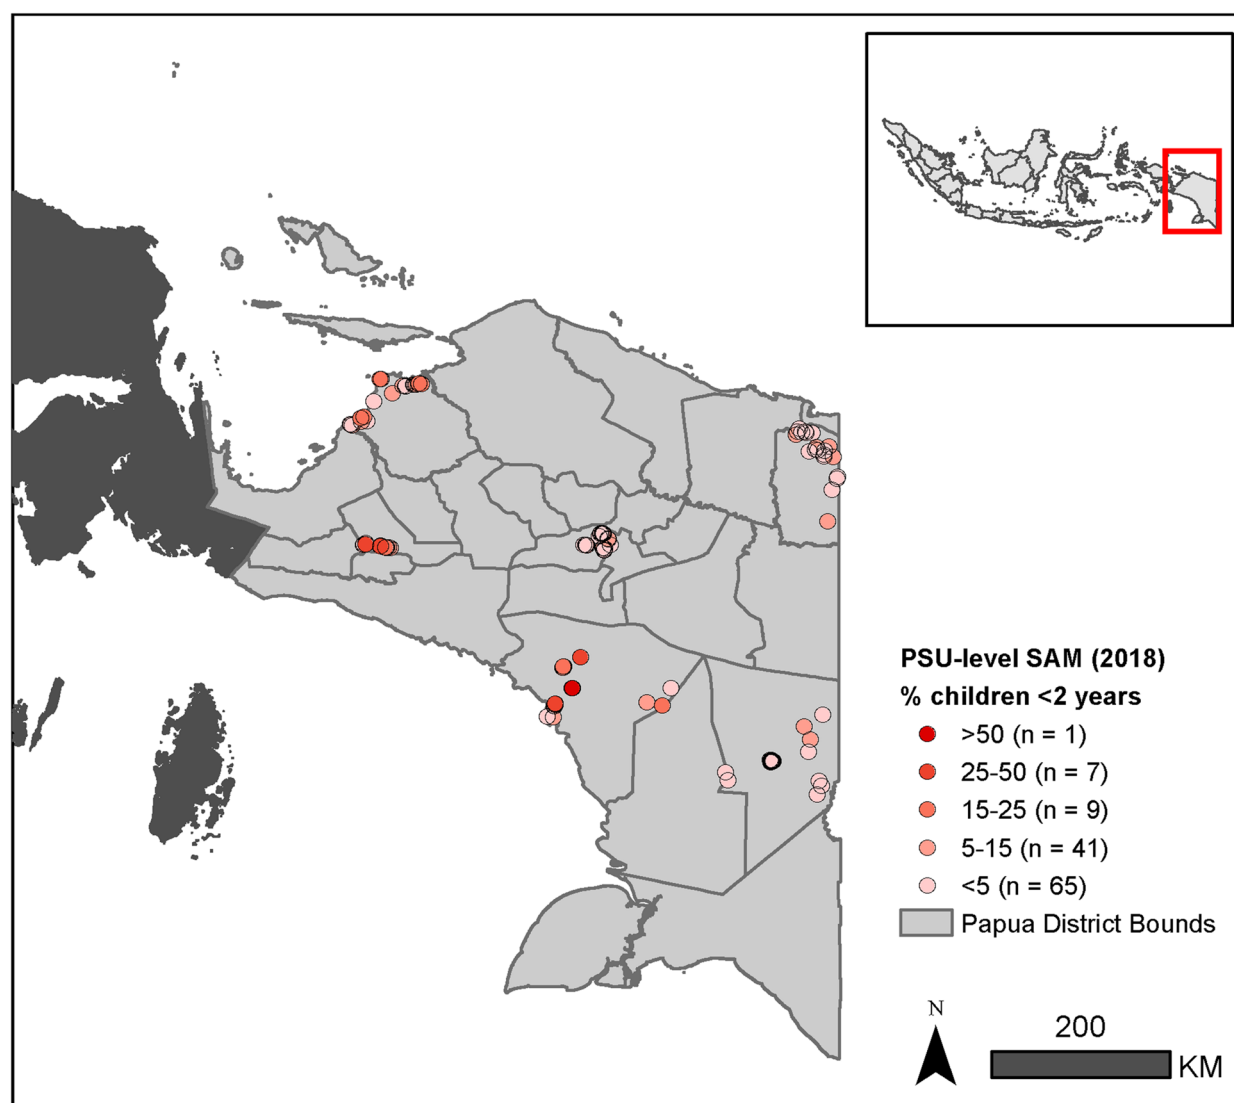 PSU-level SAM (2018)
% children <2 years
>50 (n = 1)
25-50 (n = 7)
15-25 (n = 9)
5-15 (n = 41)
<5 (n = 65)
Papua District Bounds
N
200
KM